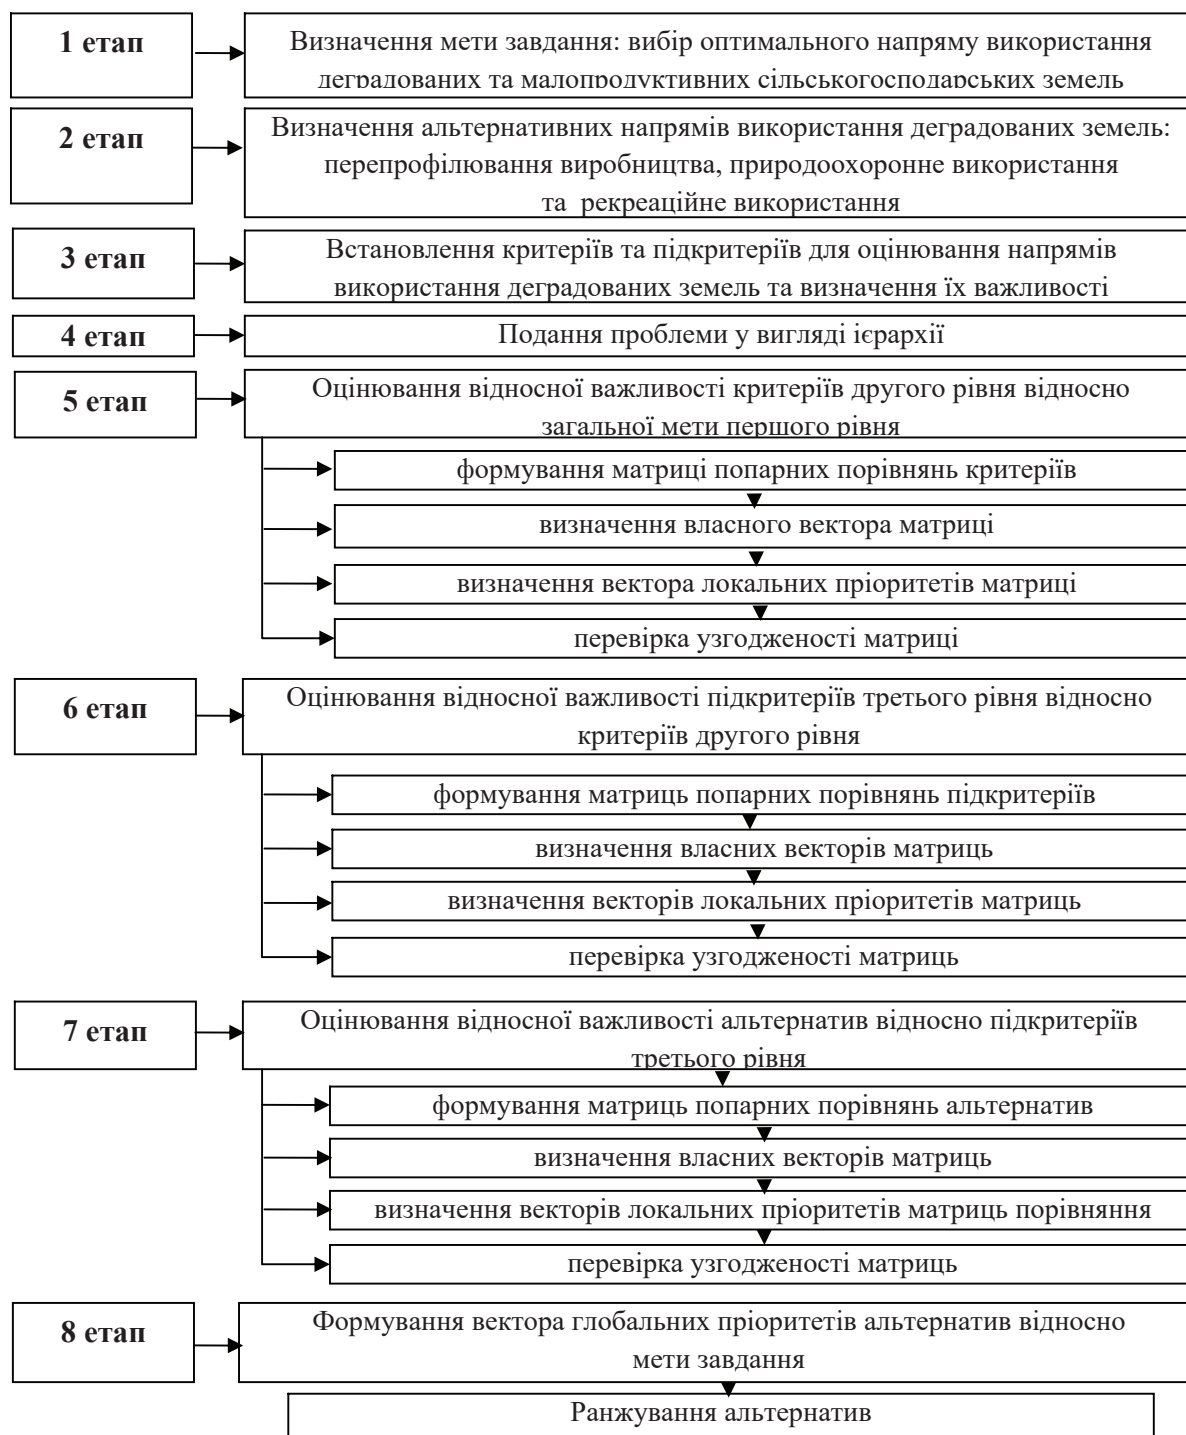 1 етап
Визначення мети завдання: вибір оптимального напряму використання
деградованих та малопродуктивних сільськогосподарських земель
2 етап
Визначення альтернативних напрямів використання деградованих земель:
перепрофілювання виробництва, природоохоронне використання
та рекреаційне використання
3 етап
Встановлення критеріїв та підкритеріїв для оцінювання напрямів
використання деградованих земель та визначення їх важливості
4 етап
Подання проблеми у вигляді ієрархії
5 етап
Оцінювання відносної важливості критеріїв другого рівня відносно
загальної мети першого рівня
формування матриці попарних порівнянь критеріїв
визначення власного вектора матриці
визначення вектора локальних пріоритетів матриці
перевірка узгодженості матриці
6 етап
Оцінювання відносної важливості підкритеріїв третього рівня відносно
критеріїв другого рівня
формування матриць попарних порівнянь підкритеріїв
визначення власних векторів матриць
визначення векторів локальних пріоритетів матриць
перевірка узгодженості матриць
7 етап
Оцінювання відносної важливості альтернатив відносно підкритеріїв
третього рівня
формування матриць попарних порівнянь альтернатив
визначення власних векторів матриць
визначення векторів локальних пріоритетів матриць порівняння
перевірка узгодженості матриць
8 етап
Формування вектора глобальних пріоритетів альтернатив відносно
мети завдання
Ранжування альтернатив